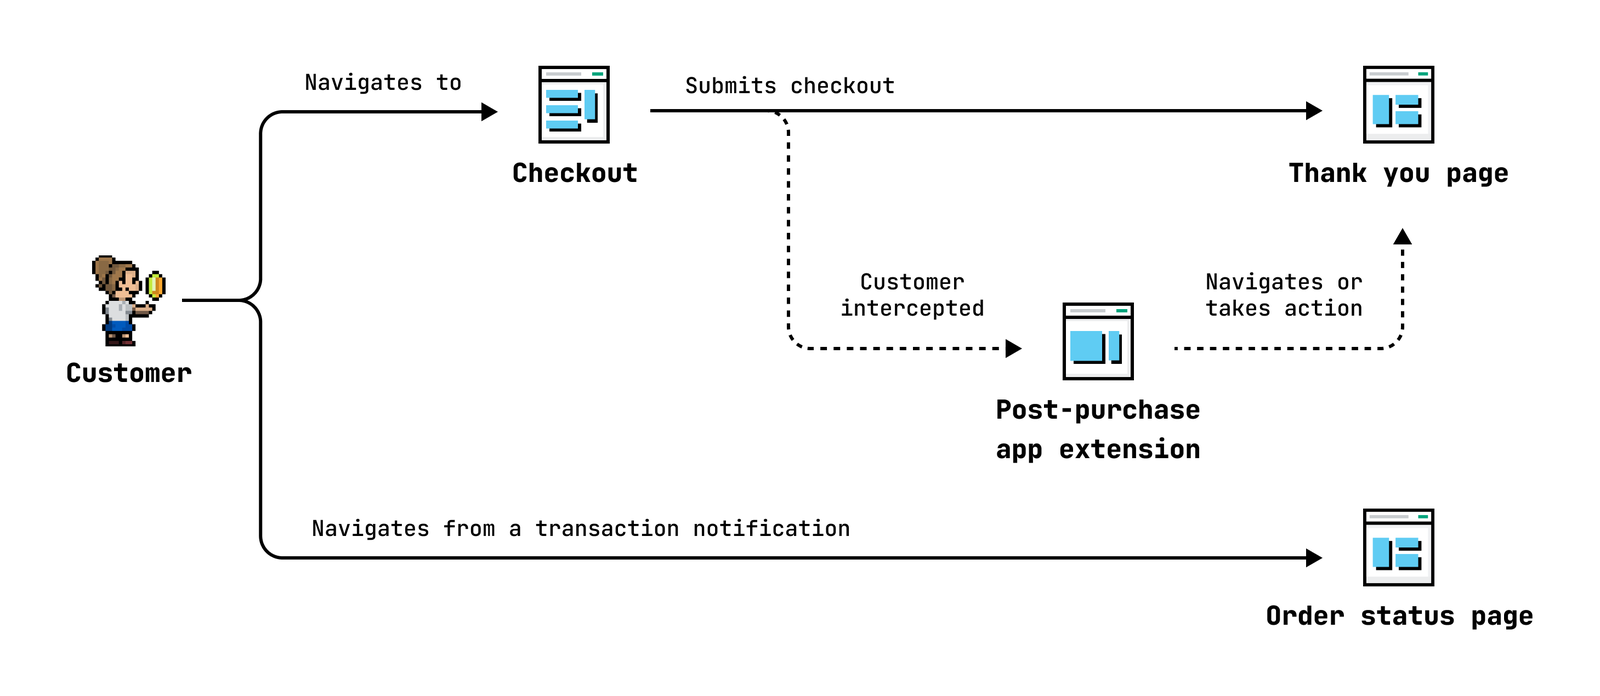 Navigates to
Submits checkout
Checkout
Thank you page
Customer
intercepted
Navigates or
takes action
Customer
Post-purchase
app extension
Navigates from a transaction notification
Order status page